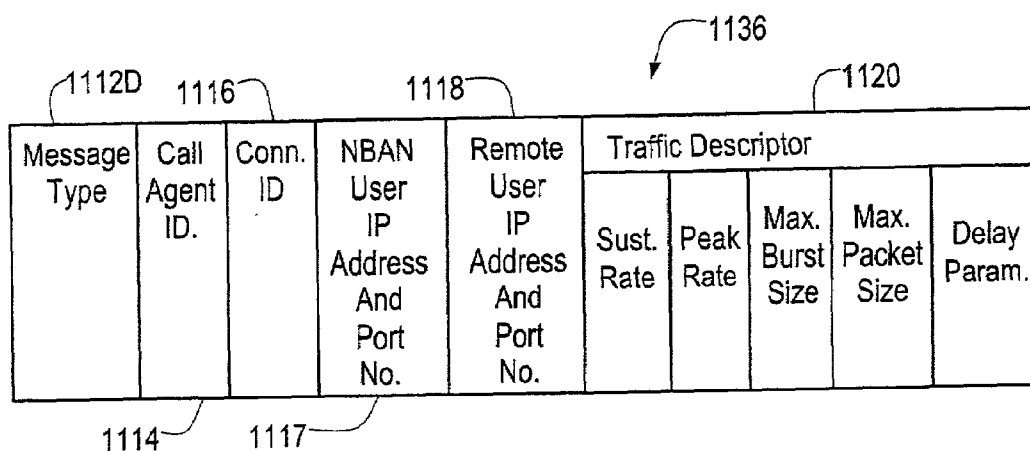 1136
1112D
1116
1118
1120
Message
Type
Call
Agent
ID.
Conn.
ID
NBAN
User
IP
Address
And
Port
No.
Remote
User
IP
Address
And
Port
No.
Traffic Descriptor
Sust.
Rate
Peak
Rate
Max.
Burst
Size
Max.
Packet
Size
Delay
Param.
1114
1117